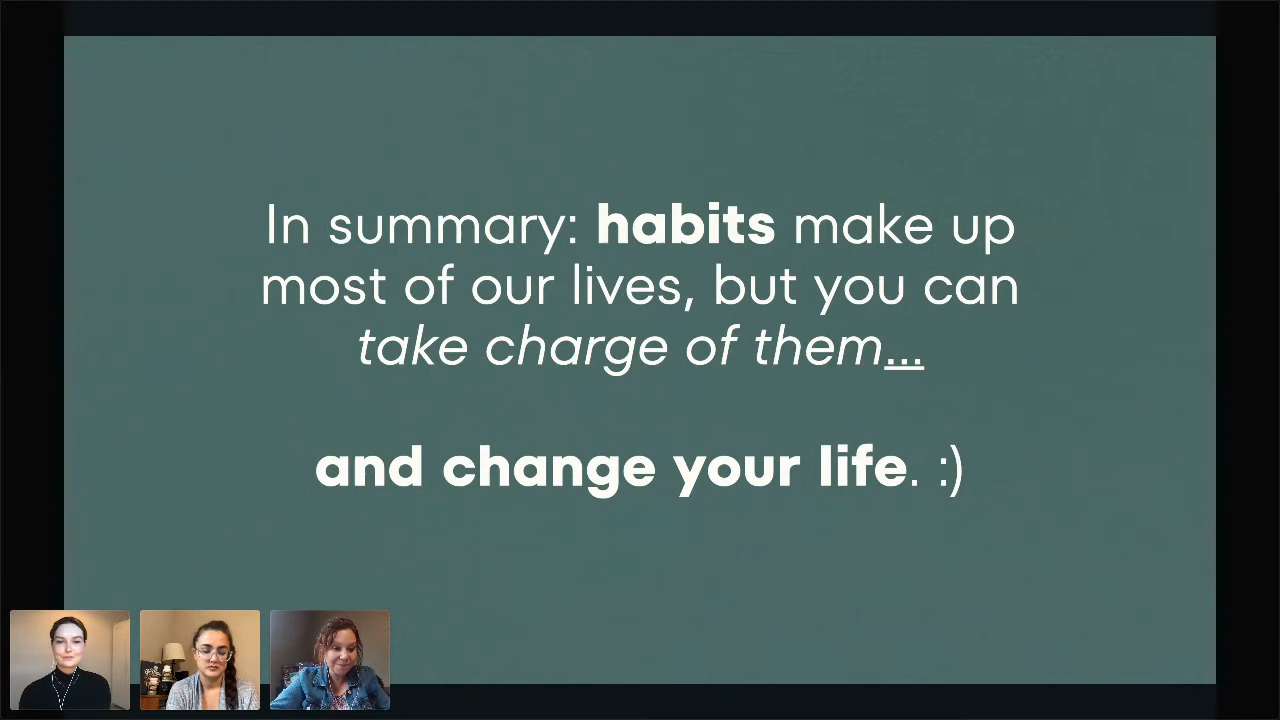 In summary: habits make up
most of our lives, but you can
take charge of them...
and change your life. :)